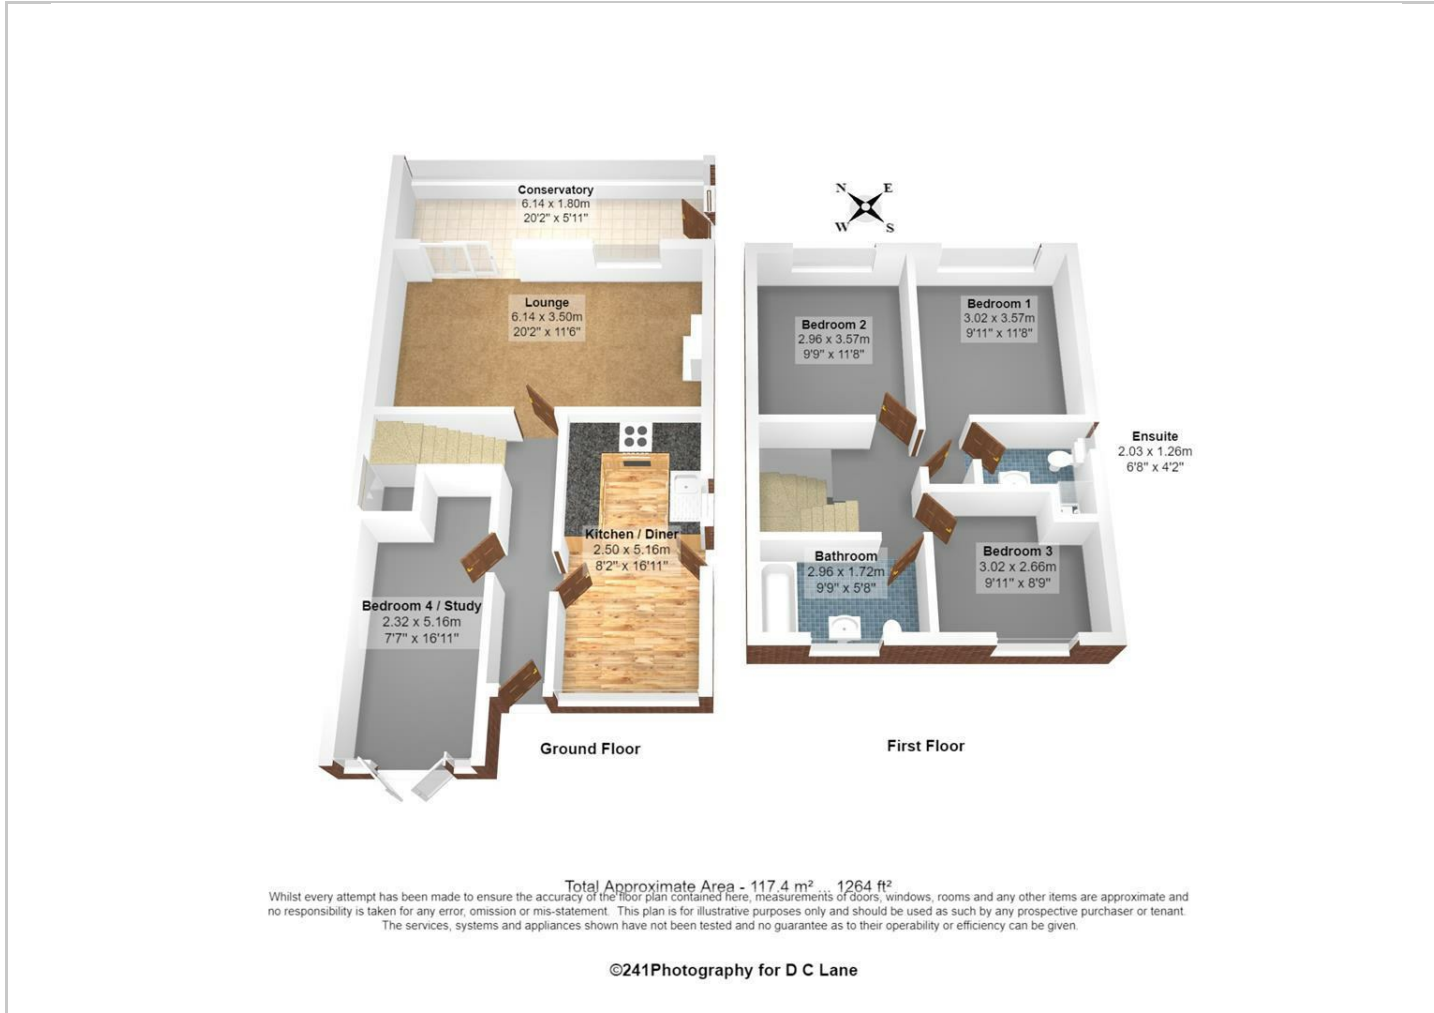 Conservatory
6.14 x 1.80m
20'2" x 5'11"
Lounge
6.14 x 3.50m
20'2" x 11'6"
Kitchen / Diner
2.50 x 5.16m
8'2" x 16'11"
Bedroom 4 / Study
2.32 x 5.16m
7'7" x 16'11"
Ground Floor
N E
W S
Bedroom 2
2.96 x 3.57m
9'9" x 11'8"
Bedroom 1
3.02 x 3.57m
9'11" x 11'8"
Ensuite
2.03 x 1.26m
6'8" x 4'2"
Bathroom
2.96 x 1.72m
9'9" x 5'8"
Bedroom 3
3.02 x 2.66m
9'11" x 8'9"
First Floor
Total Approximate Area - 117.4 m² ... 1264 ft²
Whilst every attempt has been made to ensure the accuracy of the floor plan contained here, measurements of doors, windows, rooms and any other items are approximate and
no responsibility is taken for any error, omission or mis-statement. This plan is for illustrative purposes only and should be used as such by any prospective purchaser or tenant.
The services, systems and appliances shown have not been tested and no guarantee as to their operability or efficiency can be given.
©241Photography for D C Lane